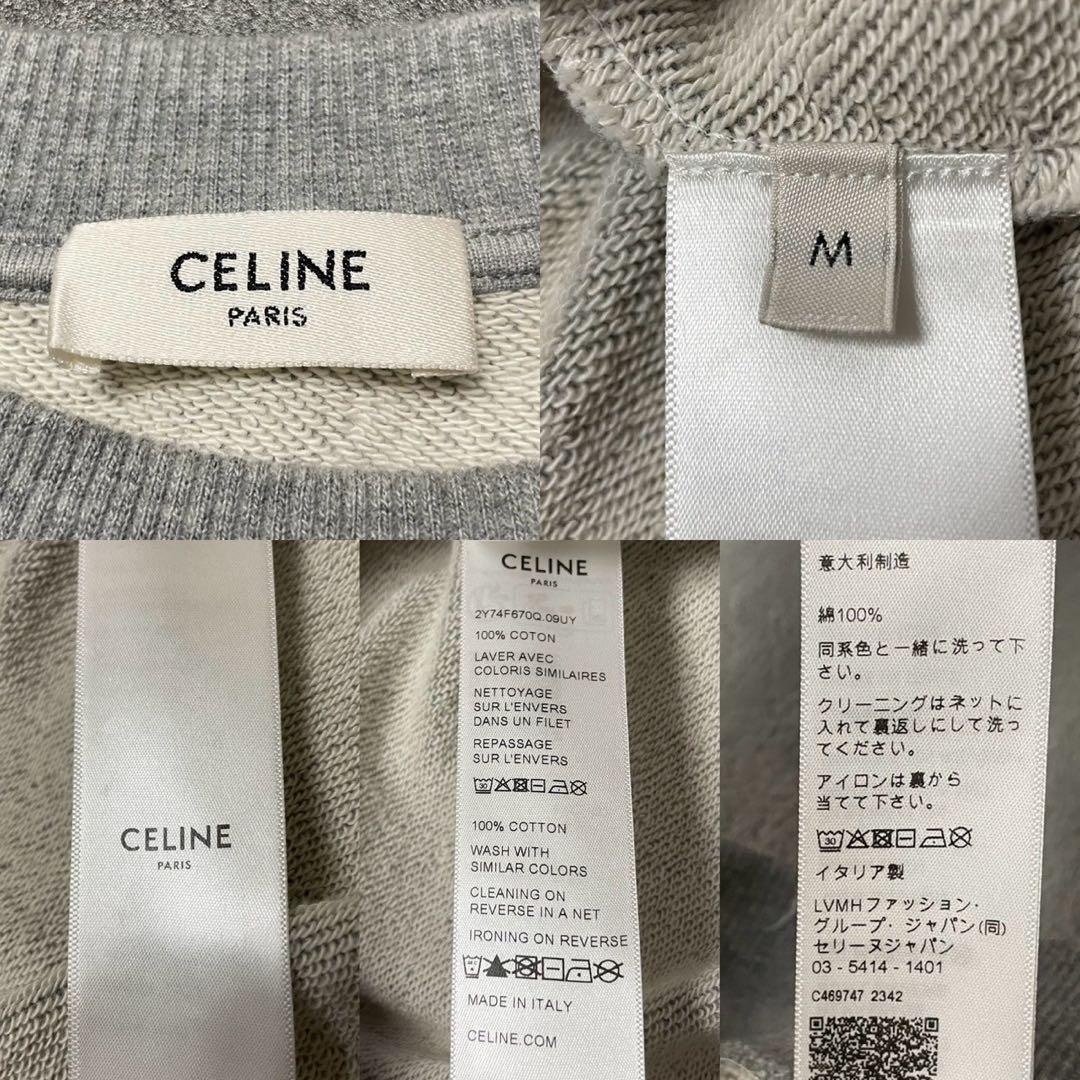 CELINE
PARIS
M
CELINE
PARIS
CELINE
PARIS
2Y74F670Q.09UY
100% COTON
LAVER AVEC
COLORIS SIMILAIRES
NETTOYAGE
SUR L'ENVERS
DANS UN FILET
REPASSAGE
SUR L'ENVERS
30
100% COTTON
WASH WITH
SIMILAR COLORS
CLEANING ON
REVERSE IN A NET
IRONING ON REVERSE
MADE IN ITALY
CELINE.COM
意大利制造
綿100%
同系色と一緒に洗って下
さい。
クリーニングはネットに
入れて裏返しにして洗っ
てください。
アイロンは裏から
当てて下さい。
30
イタリア製
LVMHファッション・
グループ・ジャパン(同)
セリーヌジャパン
03 - 5414 - 1401
C469747 2342